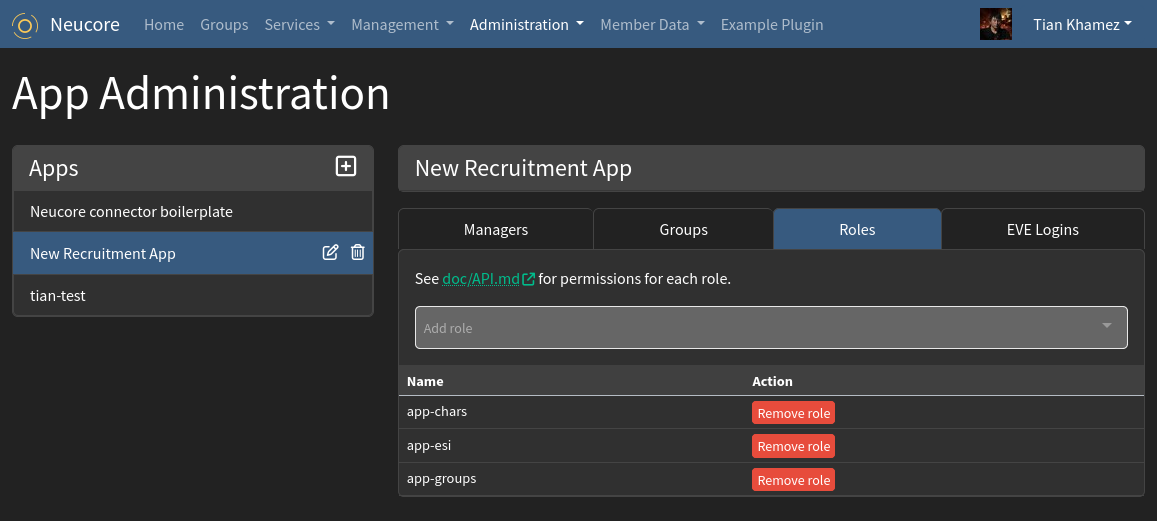 Neucore Home Groups Services Management Administration Member Data Example Plugin Tian Khamez
App Administration
Apps
Neucore connector boilerplate
New Recruitment App
tian-test
New Recruitment App
Managers Groups Roles EVE Logins
See doc/API.md for permissions for each role.
Add role
Name Action
app-chars Remove role
app-esi Remove role
app-groups Remove role